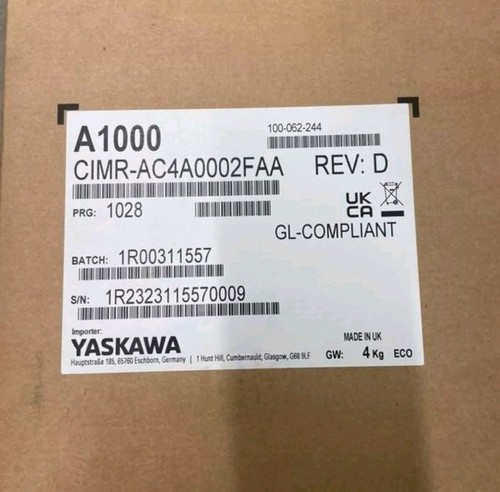 A1000
100-062-244
CIMR-AC4A0002FAA
REV: D
PRG: 1028
UK
CA
GL-COMPLIANT
BATCH: 1R00311557
S/N: 1R2323115570009
Importer:
YASKAWA
MADE IN UK
Hauptstraße 185, 65760 Eschborn, Germany | 1 Hunt Hill, Cumbernauld, Glasgow, G68 9LF
GW: 4 Kg ECO